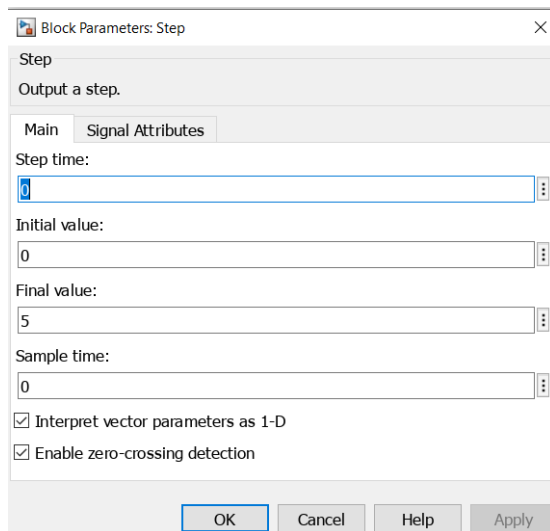 Block Parameters: Step
Step
Output a step.
Main Signal Attributes
Step time:
0
Initial value:
0
Final value:
5
Sample time:
0
Interpret vector parameters as 1-D
Enable zero-crossing detection
OK Cancel Help Apply